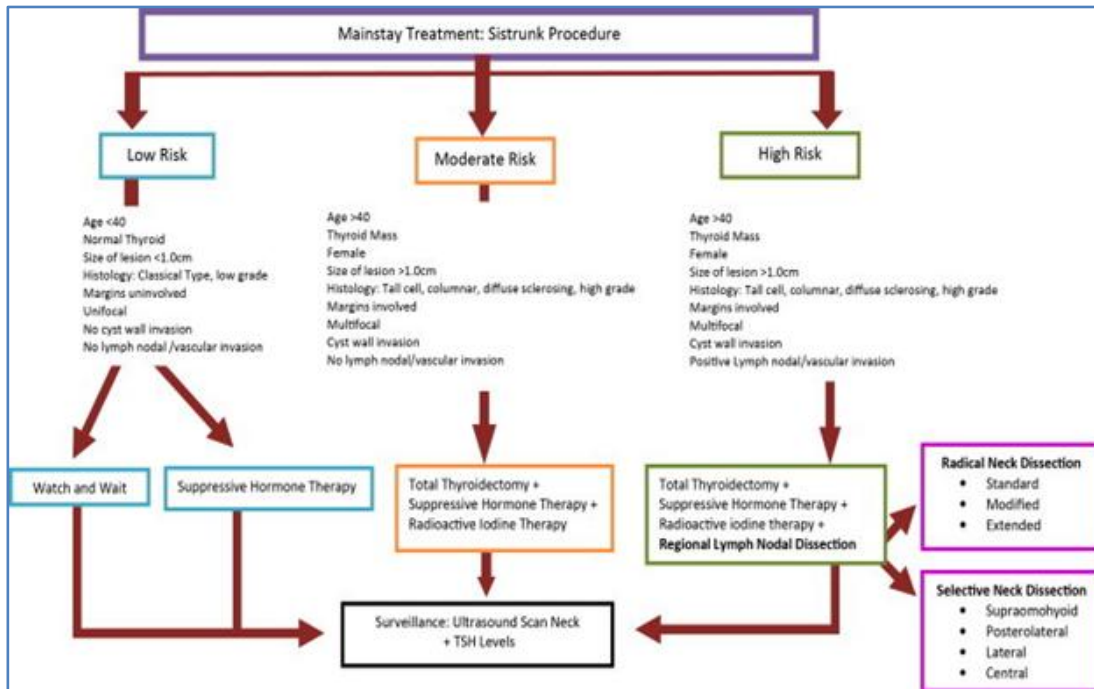 Mainstay Treatment: Sistrunk Procedure
Low Risk
Moderate Risk
High Risk
Age <40
Normal Thyroid
Size of lesion <1.0cm
Histology: Classical Type, low grade
Margins uninvolved
Unifocal
No cyst wall invasion
No lymph nodal /vascular invasion
Age >40
Thyroid Mass
Female
Size of lesion >1.0cm
Histology: Tall cell, columnar, diffuse sclerosing, high grade
Margins involved
Multifocal
Cyst wall invasion
No lymph nodal/vascular invasion
Age >40
Thyroid Mass
Female
Size of lesion >1.0cm
Histology: Tall cell, columnar, diffuse sclerosing, high grade
Margins involved
Multifocal
Cyst wall invasion
Positive Lymph nodal/vascular invasion
Watch and Wait
Suppressive Hormone Therapy
Total Thyroidectomy +
Suppressive Hormone Therapy +
Radioactive Iodine Therapy
Total Thyroidectomy +
Suppressive Hormone Therapy +
Radioactive iodine therapy +
Regional Lymph Nodal Dissection
Radical Neck Dissection
• Standard
• Modified
• Extended
Selective Neck Dissection
• Supraomohyoid
• Posterolateral
• Lateral
• Central
Surveillance: Ultrasound Scan Neck
+ TSH Levels